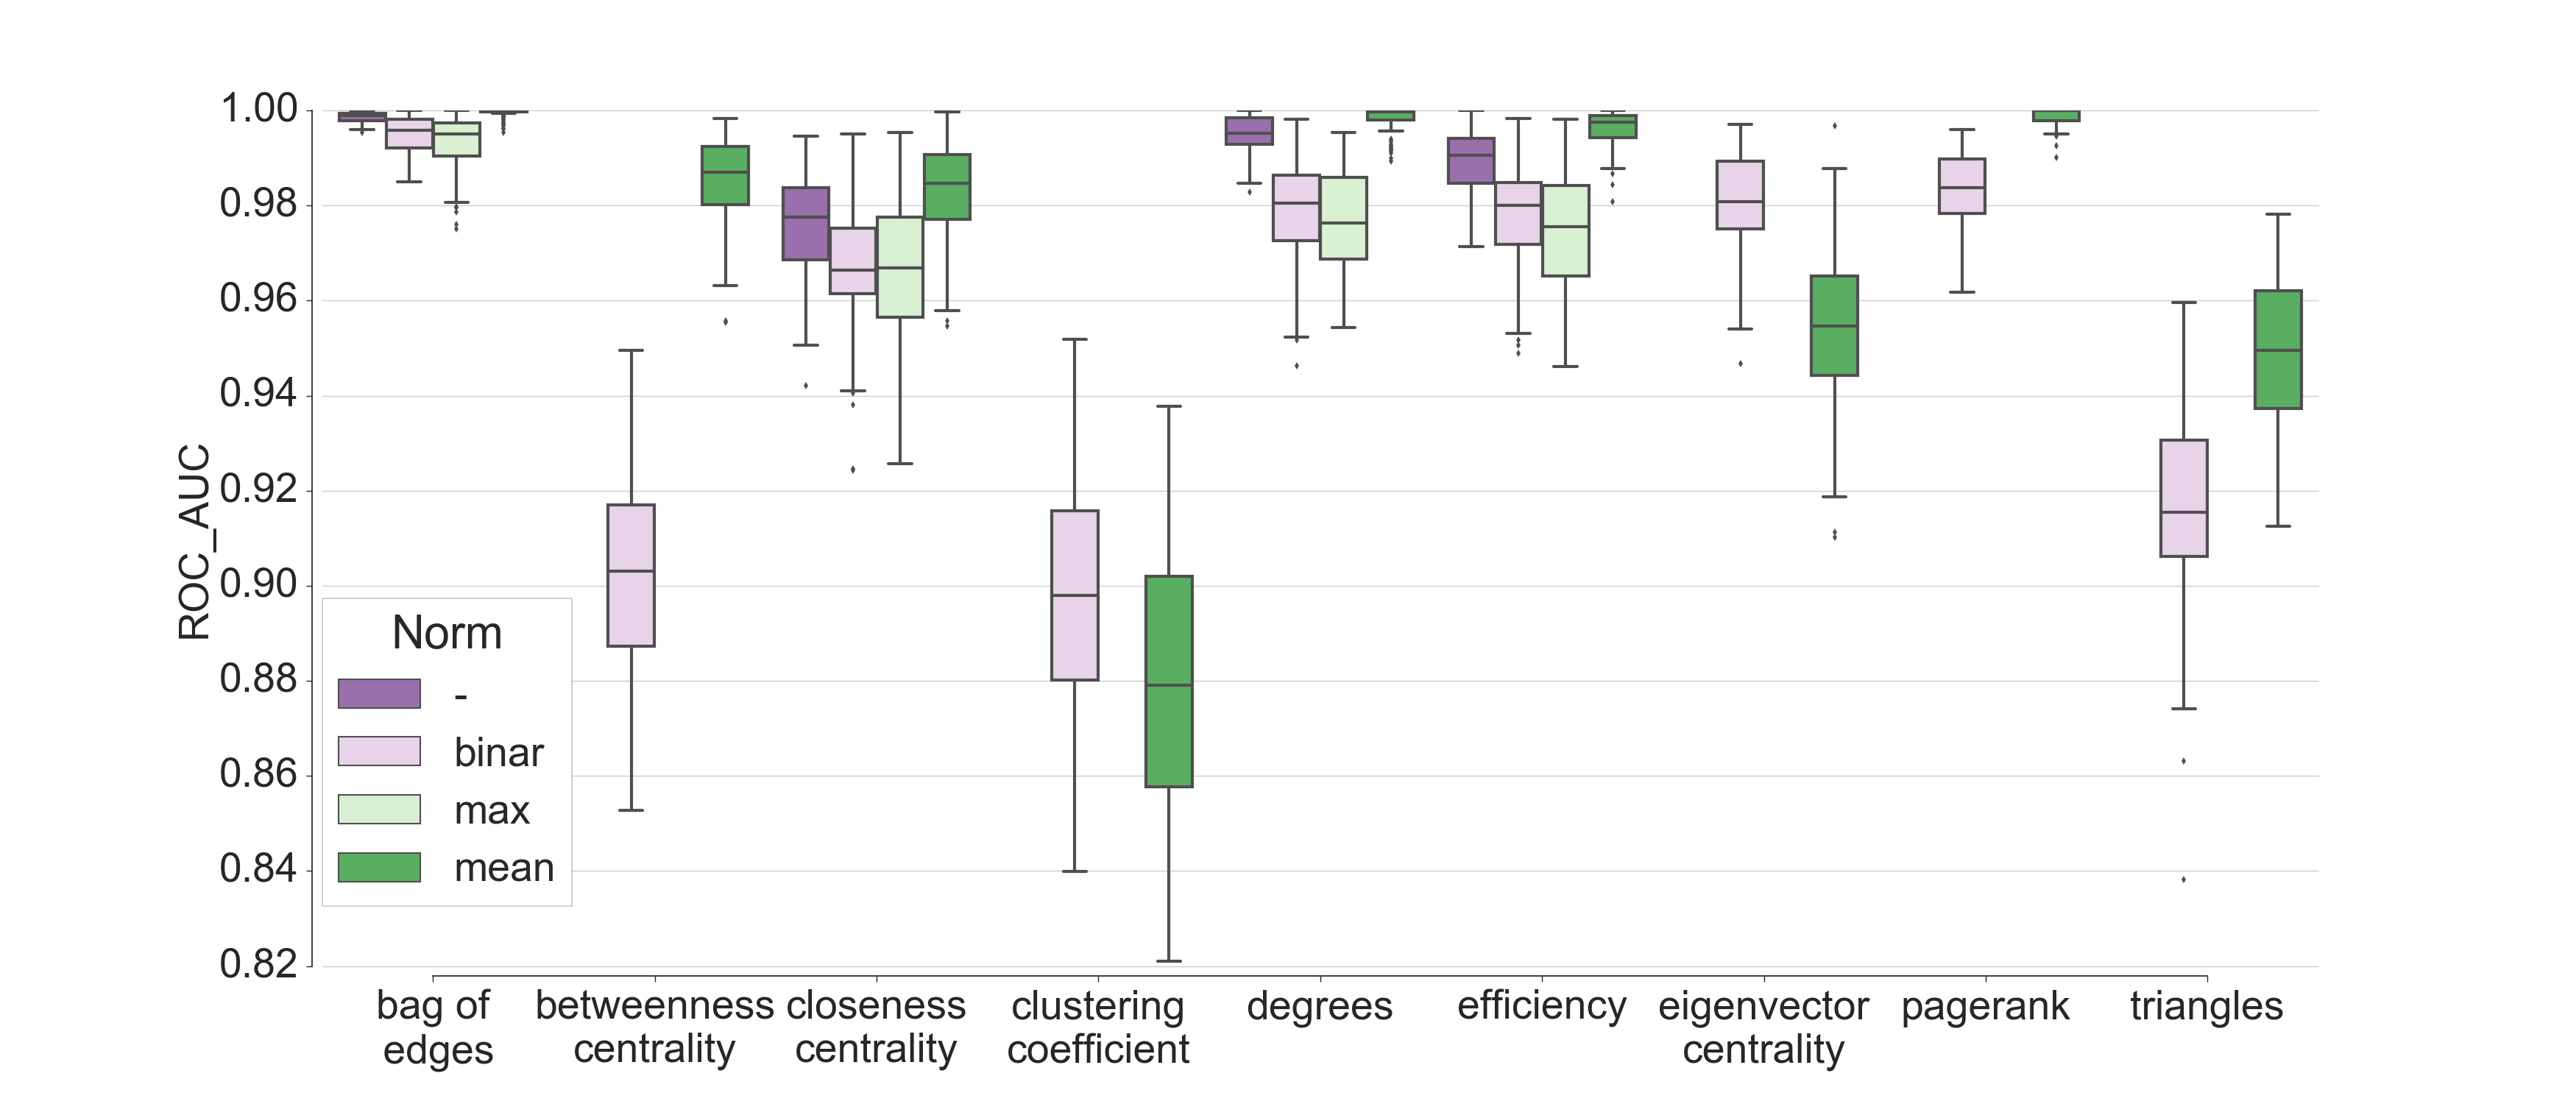 1.00
0.98
0.96
0.94
0.92
0.90
0.88
0.86
0.84
0.82
ROC_AUC
Norm
-
binar
max
mean
bag of
edges
betweenness
centrality
closeness
centrality
clustering
coefficient
degrees
efficiency
eigenvector
centrality
pagerank
triangles